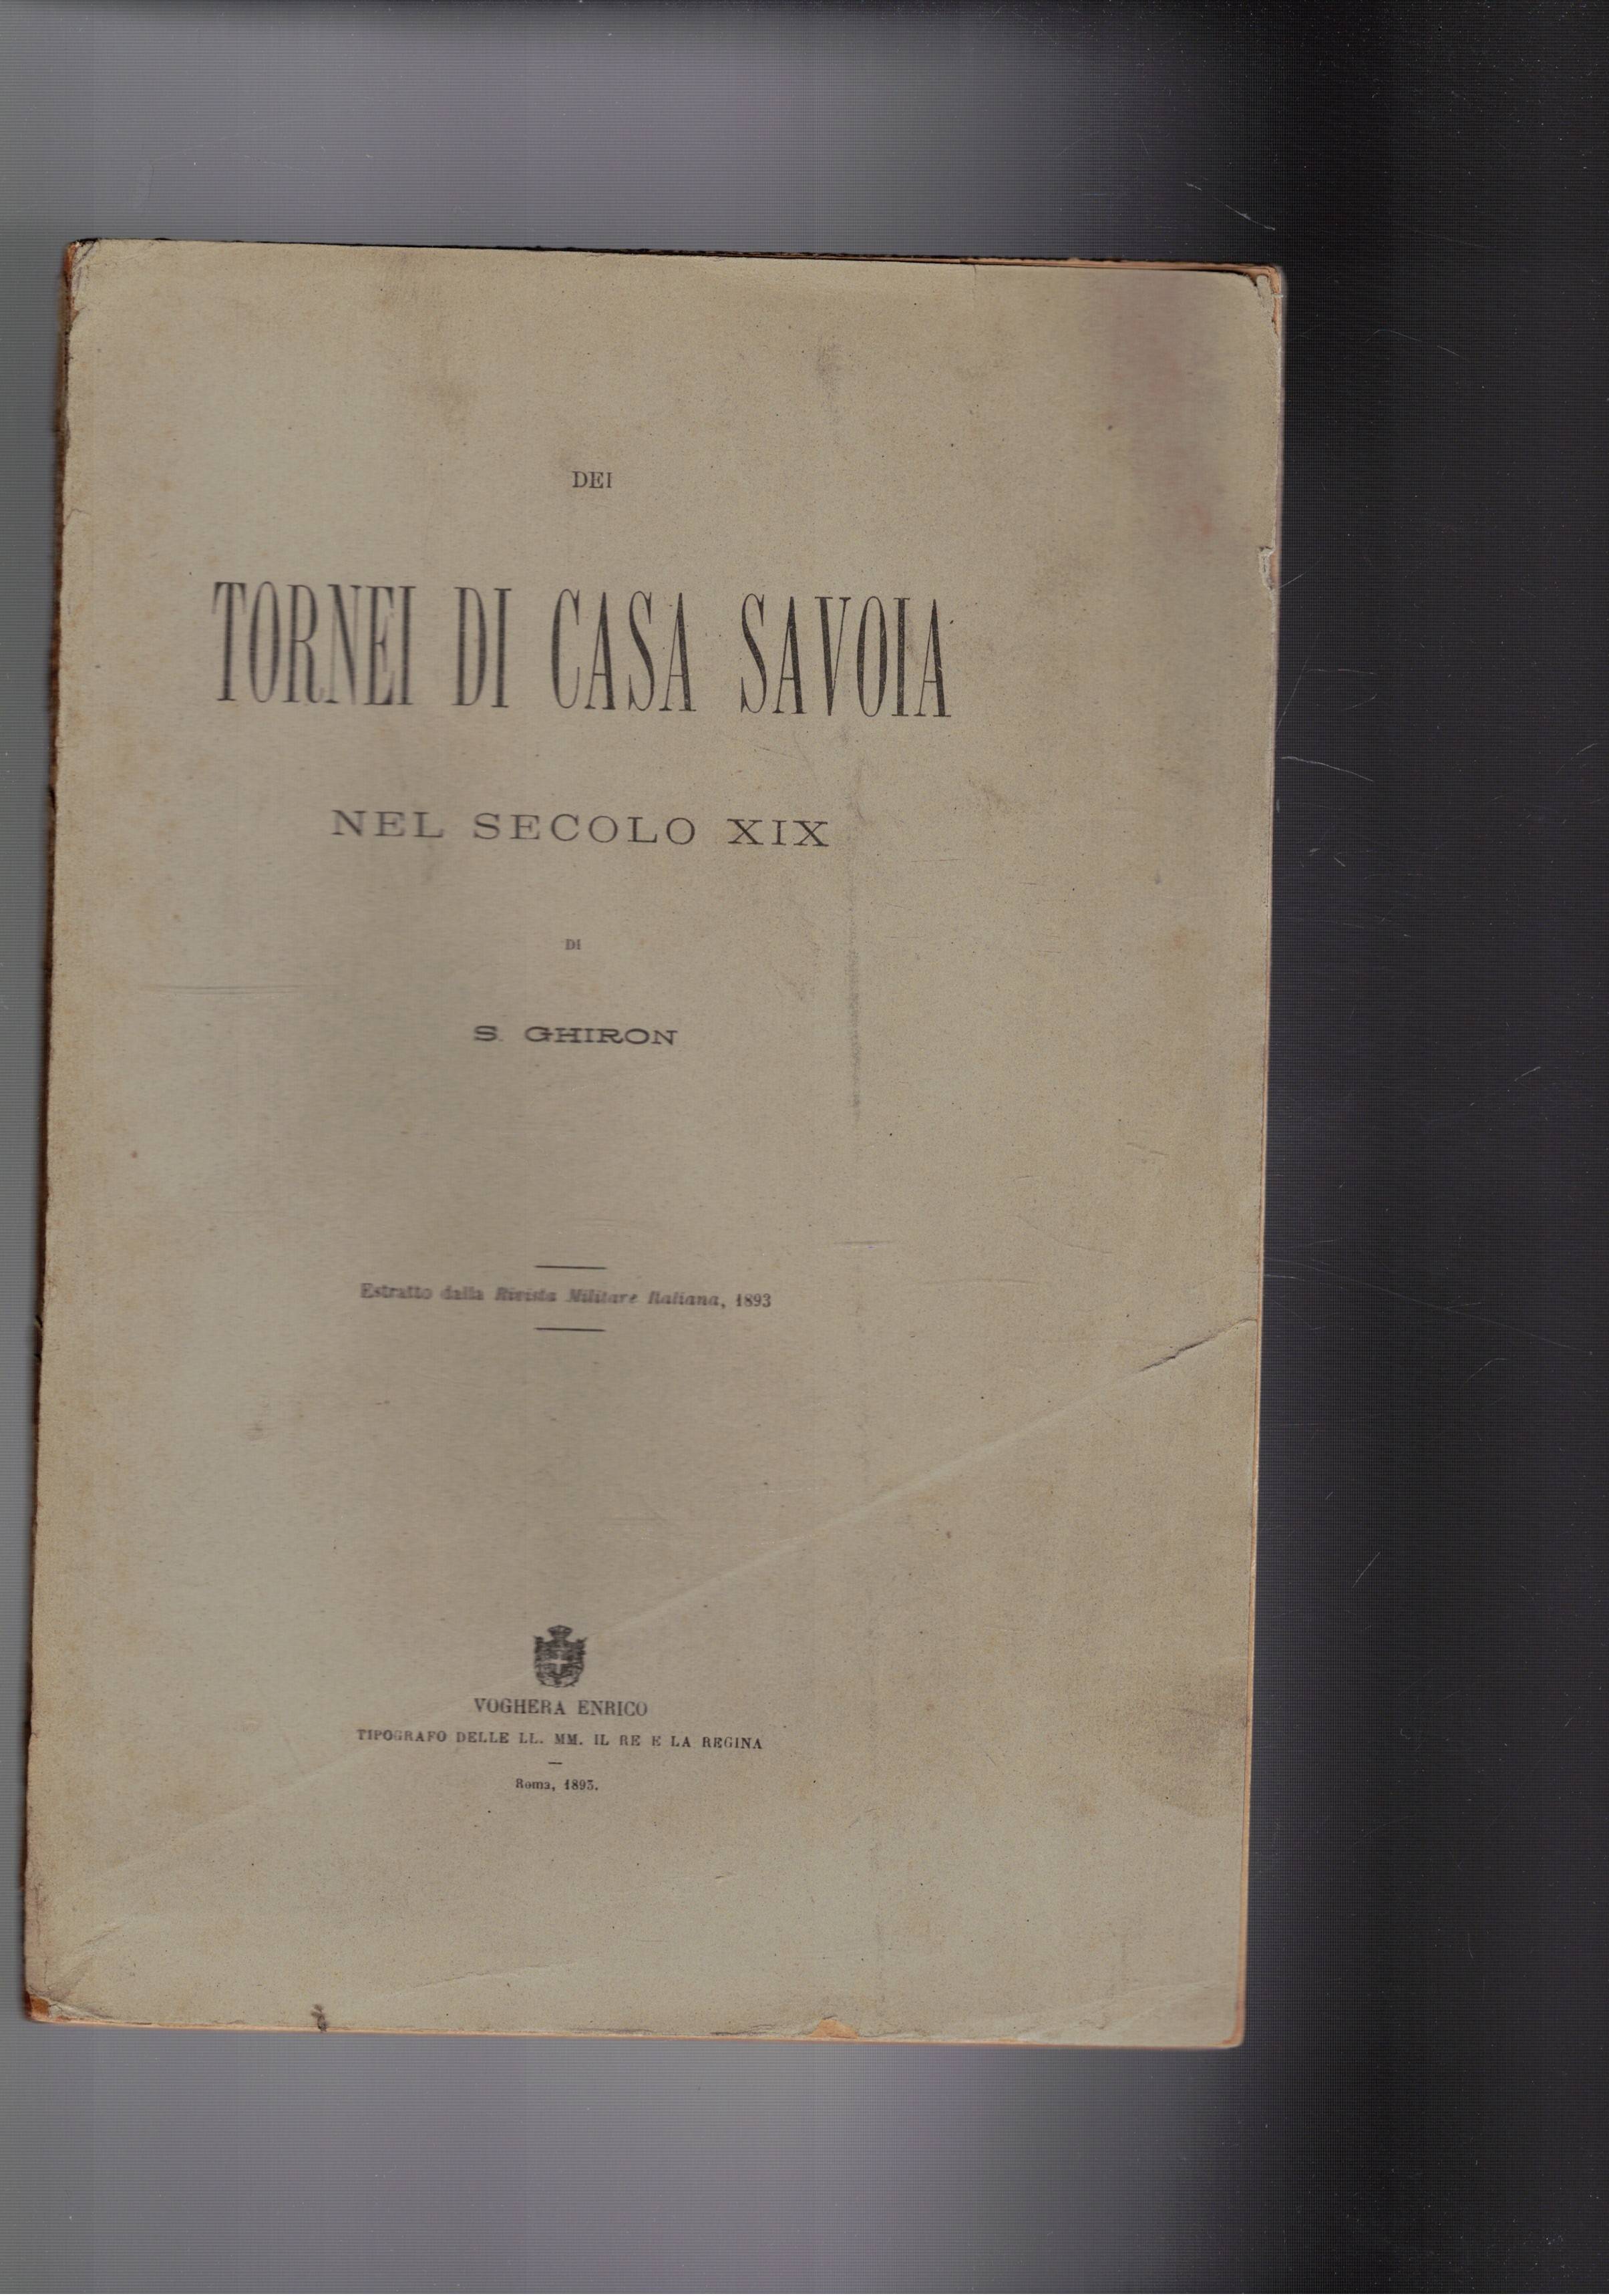 DEI
TORNEI DI CASA SAVOIA
NEL SECOLO XIX
DI
S. GHIRON
Estratto dalla Rivista Militare Italiana, 1893
VOGHERA ENRICO
TIPOGRAFO DELLE LL. MM. IL RE E LA REGINA
Roma, 1893.